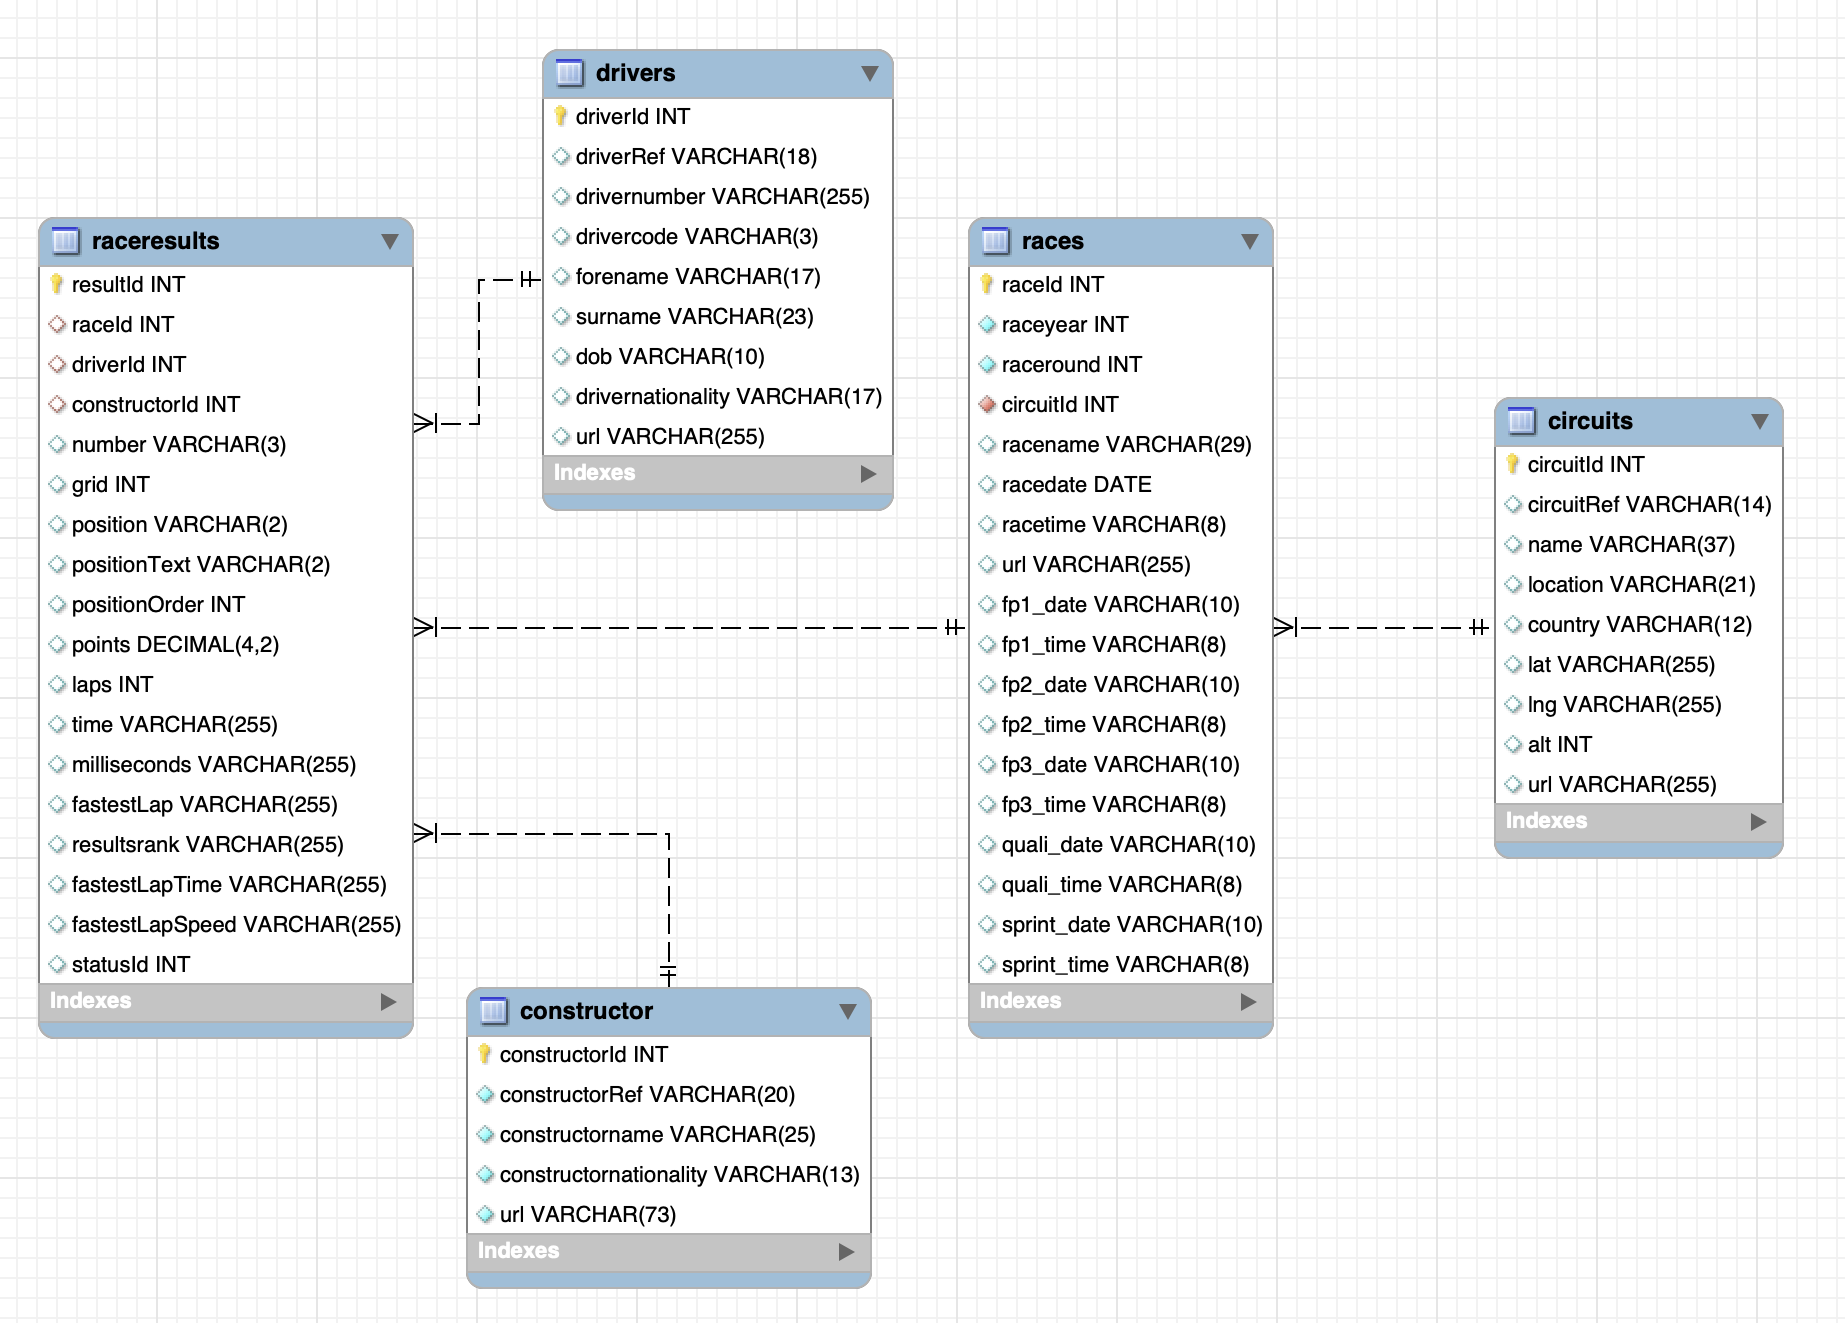 drivers
driverId INT
driverRef VARCHAR(18)
drivernumber VARCHAR(255)
drivercode VARCHAR(3)
forename VARCHAR(17)
surname VARCHAR(23)
dob VARCHAR(10)
drivernationality VARCHAR(17)
url VARCHAR(255)
Indexes
raceresults
resultId INT
raceId INT
driverId INT
constructorId INT
number VARCHAR(3)
grid INT
position VARCHAR(2)
positionText VARCHAR(2)
positionOrder INT
points DECIMAL(4,2)
laps INT
time VARCHAR(255)
milliseconds VARCHAR(255)
fastestLap VARCHAR(255)
resultsrank VARCHAR(255)
fastestLapTime VARCHAR(255)
fastestLapSpeed VARCHAR(255)
statusId INT
Indexes
races
raceId INT
raceyear INT
raceround INT
circuitId INT
racename VARCHAR(29)
racedate DATE
racetime VARCHAR(8)
url VARCHAR(255)
fp1_date VARCHAR(10)
fp1_time VARCHAR(8)
fp2_date VARCHAR(10)
fp2_time VARCHAR(8)
fp3_date VARCHAR(10)
fp3_time VARCHAR(8)
quali_date VARCHAR(10)
quali_time VARCHAR(8)
sprint_date VARCHAR(10)
sprint_time VARCHAR(8)
Indexes
circuits
circuitId INT
circuitRef VARCHAR(14)
name VARCHAR(37)
location VARCHAR(21)
country VARCHAR(12)
lat VARCHAR(255)
lng VARCHAR(255)
alt INT
url VARCHAR(255)
Indexes
constructor
constructorId INT
constructorRef VARCHAR(20)
constructorname VARCHAR(25)
constructornationality VARCHAR(13)
url VARCHAR(73)
Indexes